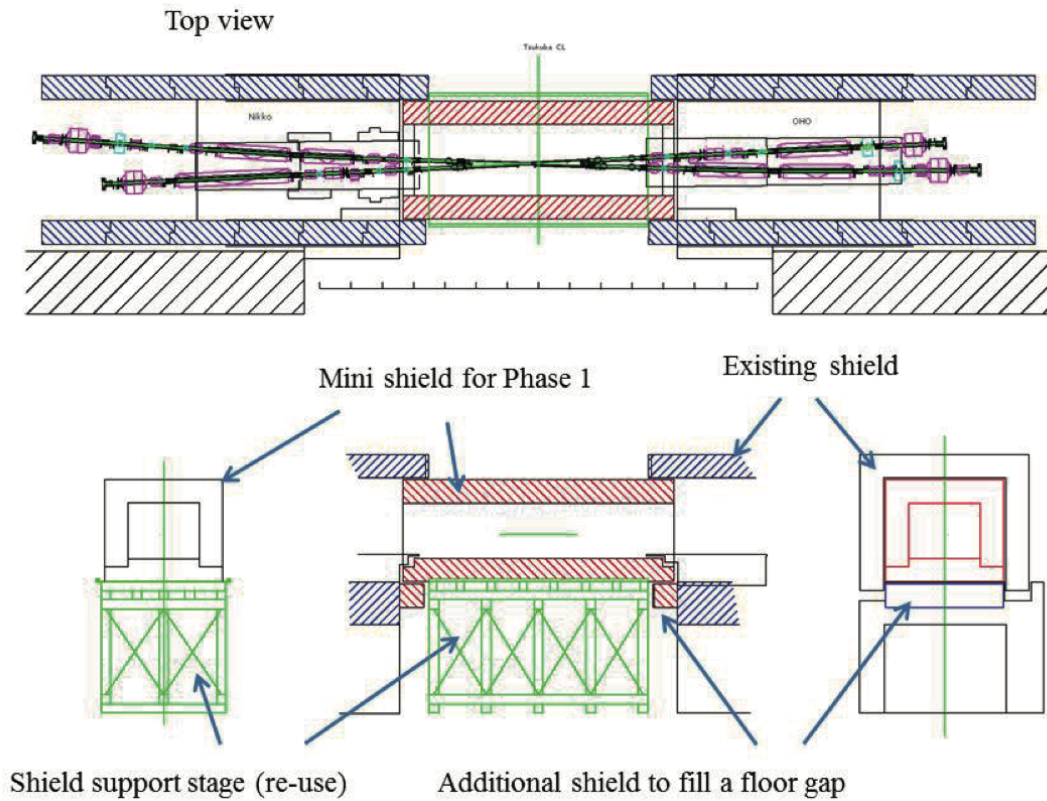 Top view
Tsukuba CL
Nikko
OHO
Mini shield for Phase 1
Existing shield
Shield support stage (re-use)
Additional shield to fill a floor gap